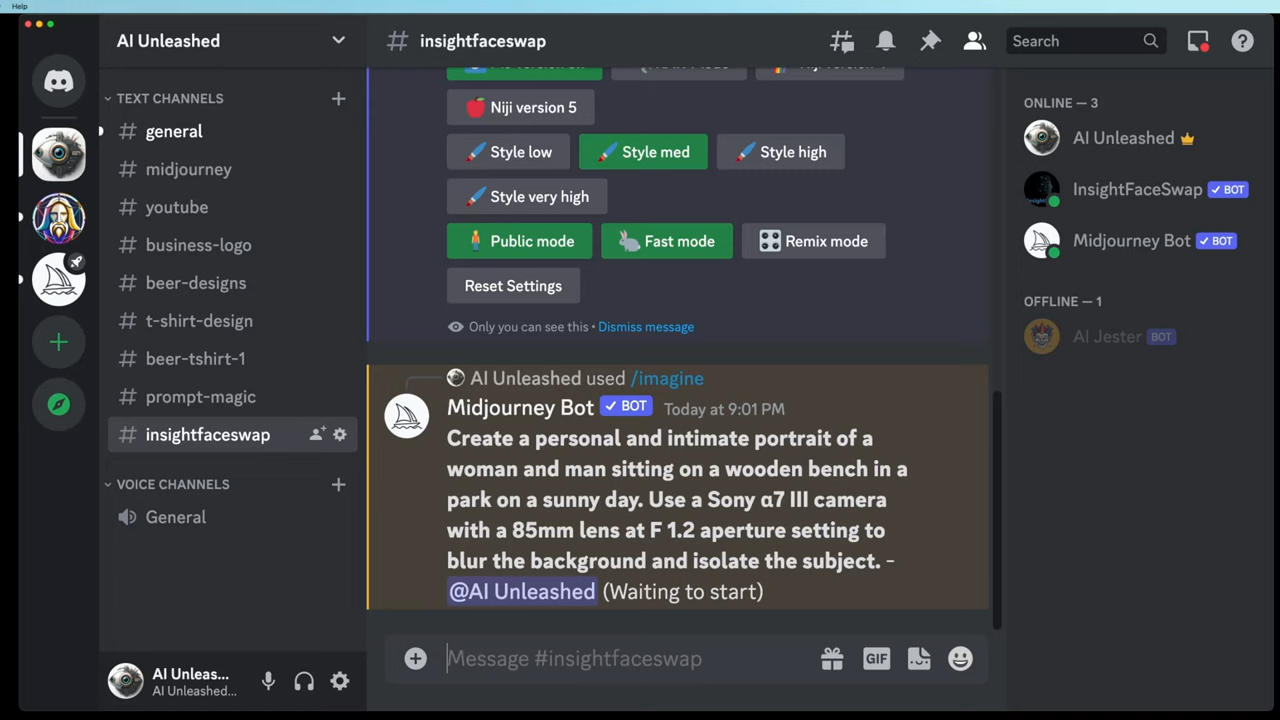 Help
AI Unleashed
TEXT CHANNELS
general
midjourney
youtube
business-logo
beer-designs
t-shirt-design
beer-tshirt-1
prompt-magic
insightfaceswap
VOICE CHANNELS
General
AI Unleas...
AI Unleashed...
insightfaceswap
Search
Niji version 5
Style low
Style med
Style high
Style very high
Public mode
Fast mode
Remix mode
Reset Settings
Only you can see this • Dismiss message
AI Unleashed used /imagine
Midjourney Bot ✓ BOT Today at 9:01 PM
Create a personal and intimate portrait of a
woman and man sitting on a wooden bench in a
park on a sunny day. Use a Sony α7 III camera
with a 85mm lens at F 1.2 aperture setting to
blur the background and isolate the subject. -
@AI Unleashed (Waiting to start)
Message #insightfaceswap
GIF
ONLINE — 3
AI Unleashed
InsightFaceSwap ✓ BOT
Midjourney Bot ✓ BOT
OFFLINE — 1
AI Jester BOT